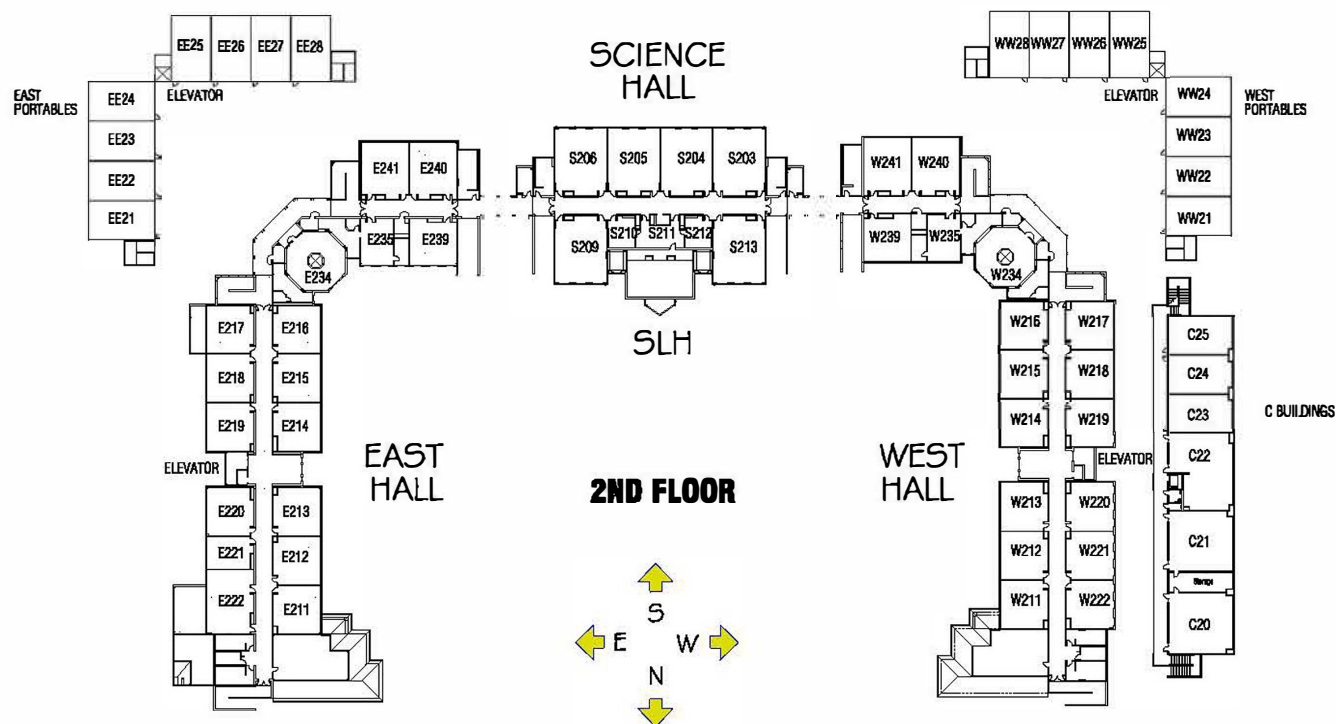 EE25 EE26 EE27 EE28
SCIENCE
HALL
WW28 WW27 WW26 WW25
EAST
PORTABLES
EE24
ELEVATOR
ELEVATOR
WW24
WEST
PORTABLES
EE23
WW23
EE22
WW22
EE21
WW21
E241 E240
S206 S205 S204 S203
W241 W240
E235 E239
S209 S210 S211 S212 S213
W239 W235
E234
W234
SLH
E217 E216
W216 W217
C25
E218 E215
W215 W218
C24
E219 E214
W214 W219
C23
C BUILDINGS
ELEVATOR
EAST
HALL
WEST
HALL
ELEVATOR
C22
2ND FLOOR
E220 E213
W213 W220
E221 E212
W212 W221
C21
Storage
E222 E211
W211 W222
C20
S
E W
N